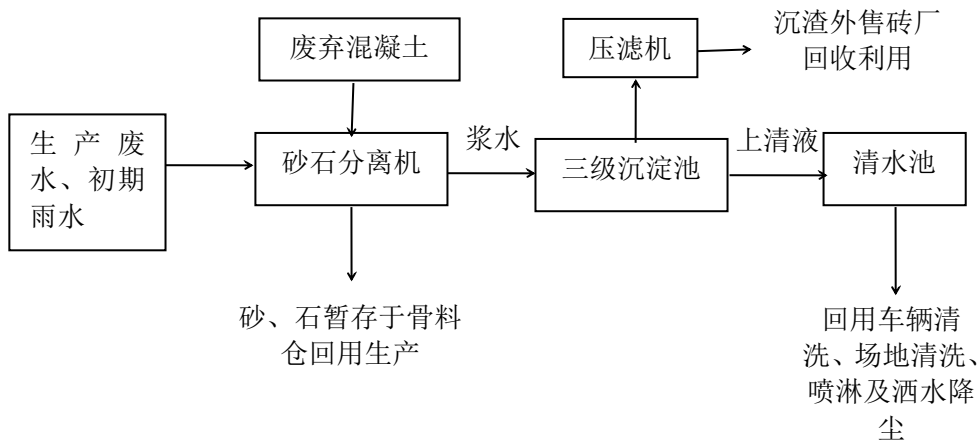 沉渣外售砖厂
回收利用
废弃混凝土
压滤机
生产废
水、初期
雨水
砂石分离机
浆水
三级沉淀池
上清液
清水池
砂、石暂存于骨料
仓回用生产
回用车辆清
洗、场地清洗、
喷淋及洒水降
尘